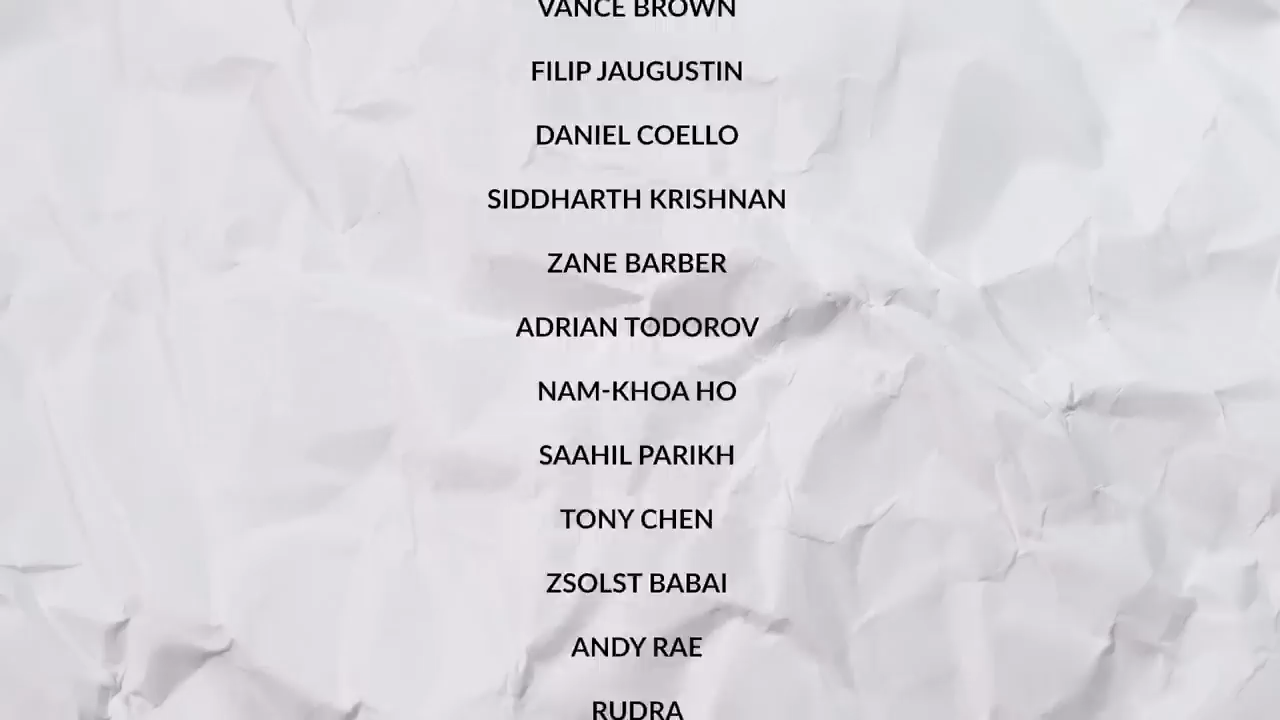 VANCE BROWN
FILIP JAUGUSTIN
DANIEL COELLO
SIDDHARTH KRISHNAN
ZANE BARBER
ADRIAN TODOROV
NAM-KHOA HO
SAAHIL PARIKH
TONY CHEN
ZSOLST BABAI
ANDY RAE
RUDRA